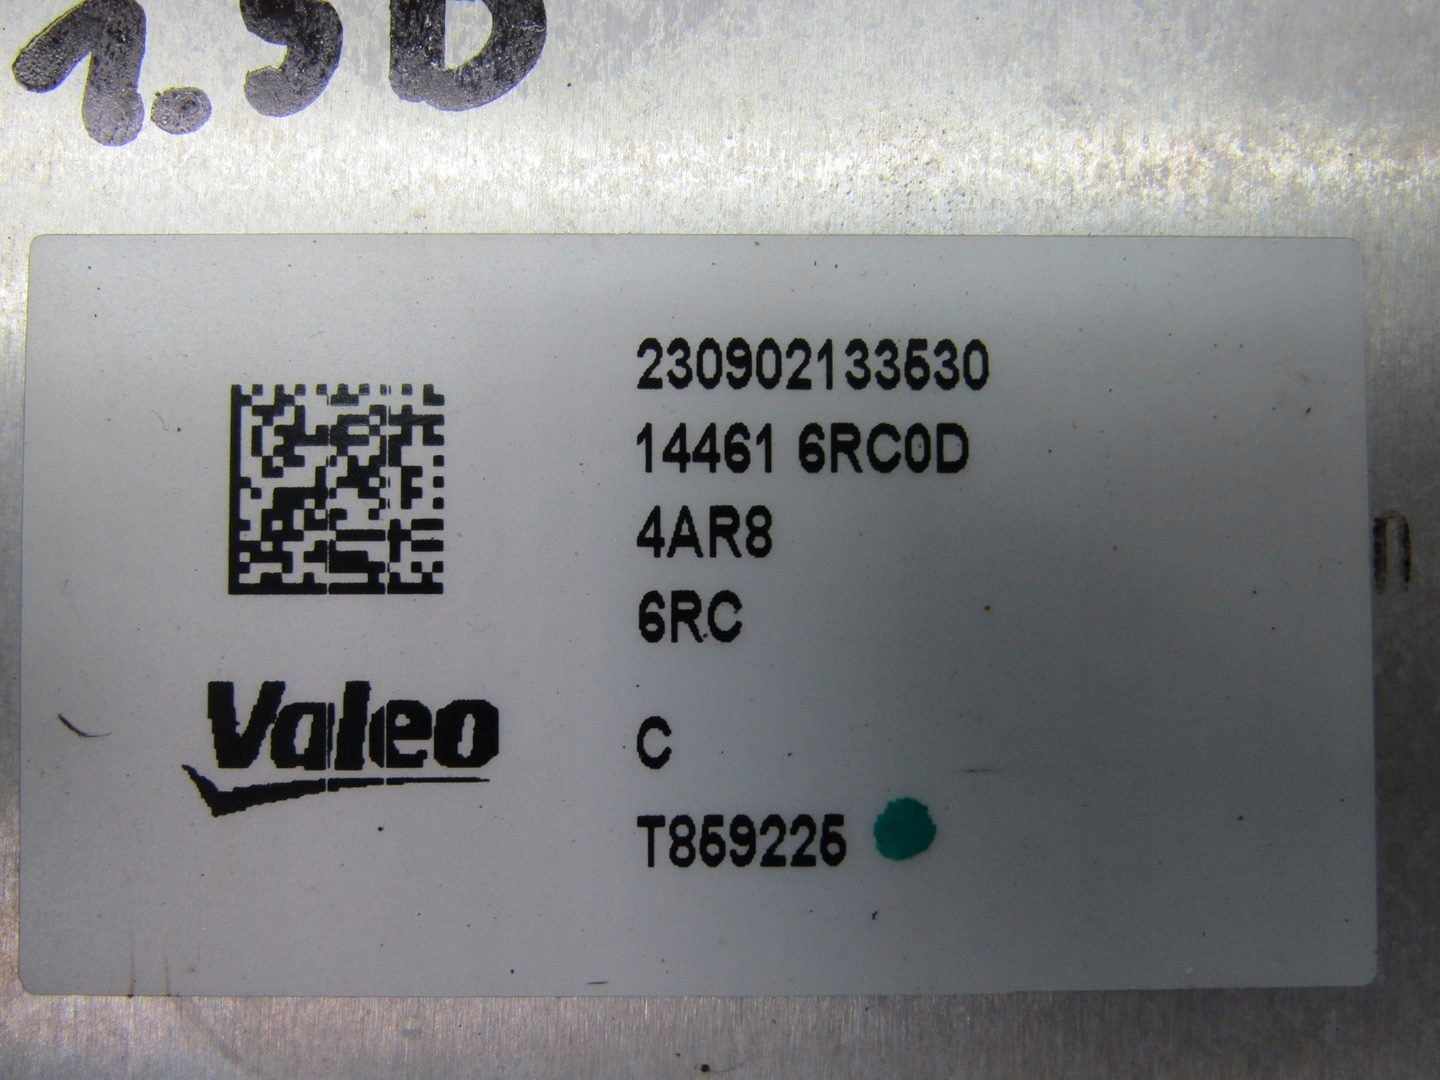 1.5D
230902133530
14461 6RC0D
4AR8
6RC
Valeo
C
T859225